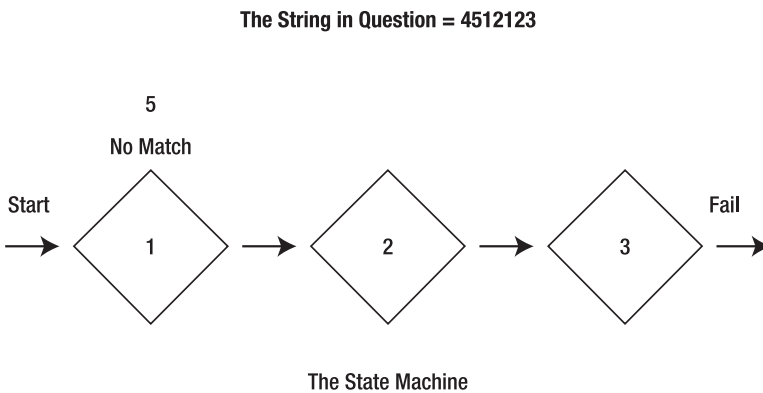 The String in Question = 4512123
5
No Match
Start
Fail
1
2
3
The State Machine